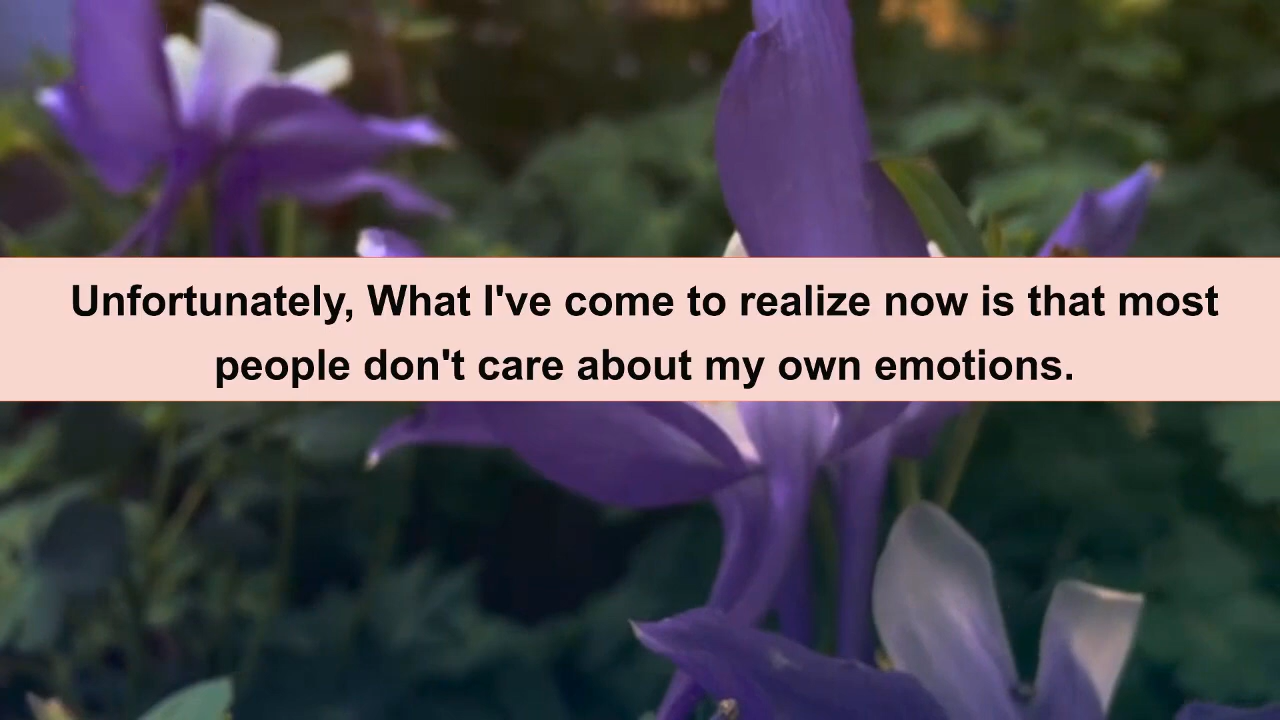 Unfortunately, What I've come to realize now is that most
people don't care about my own emotions.